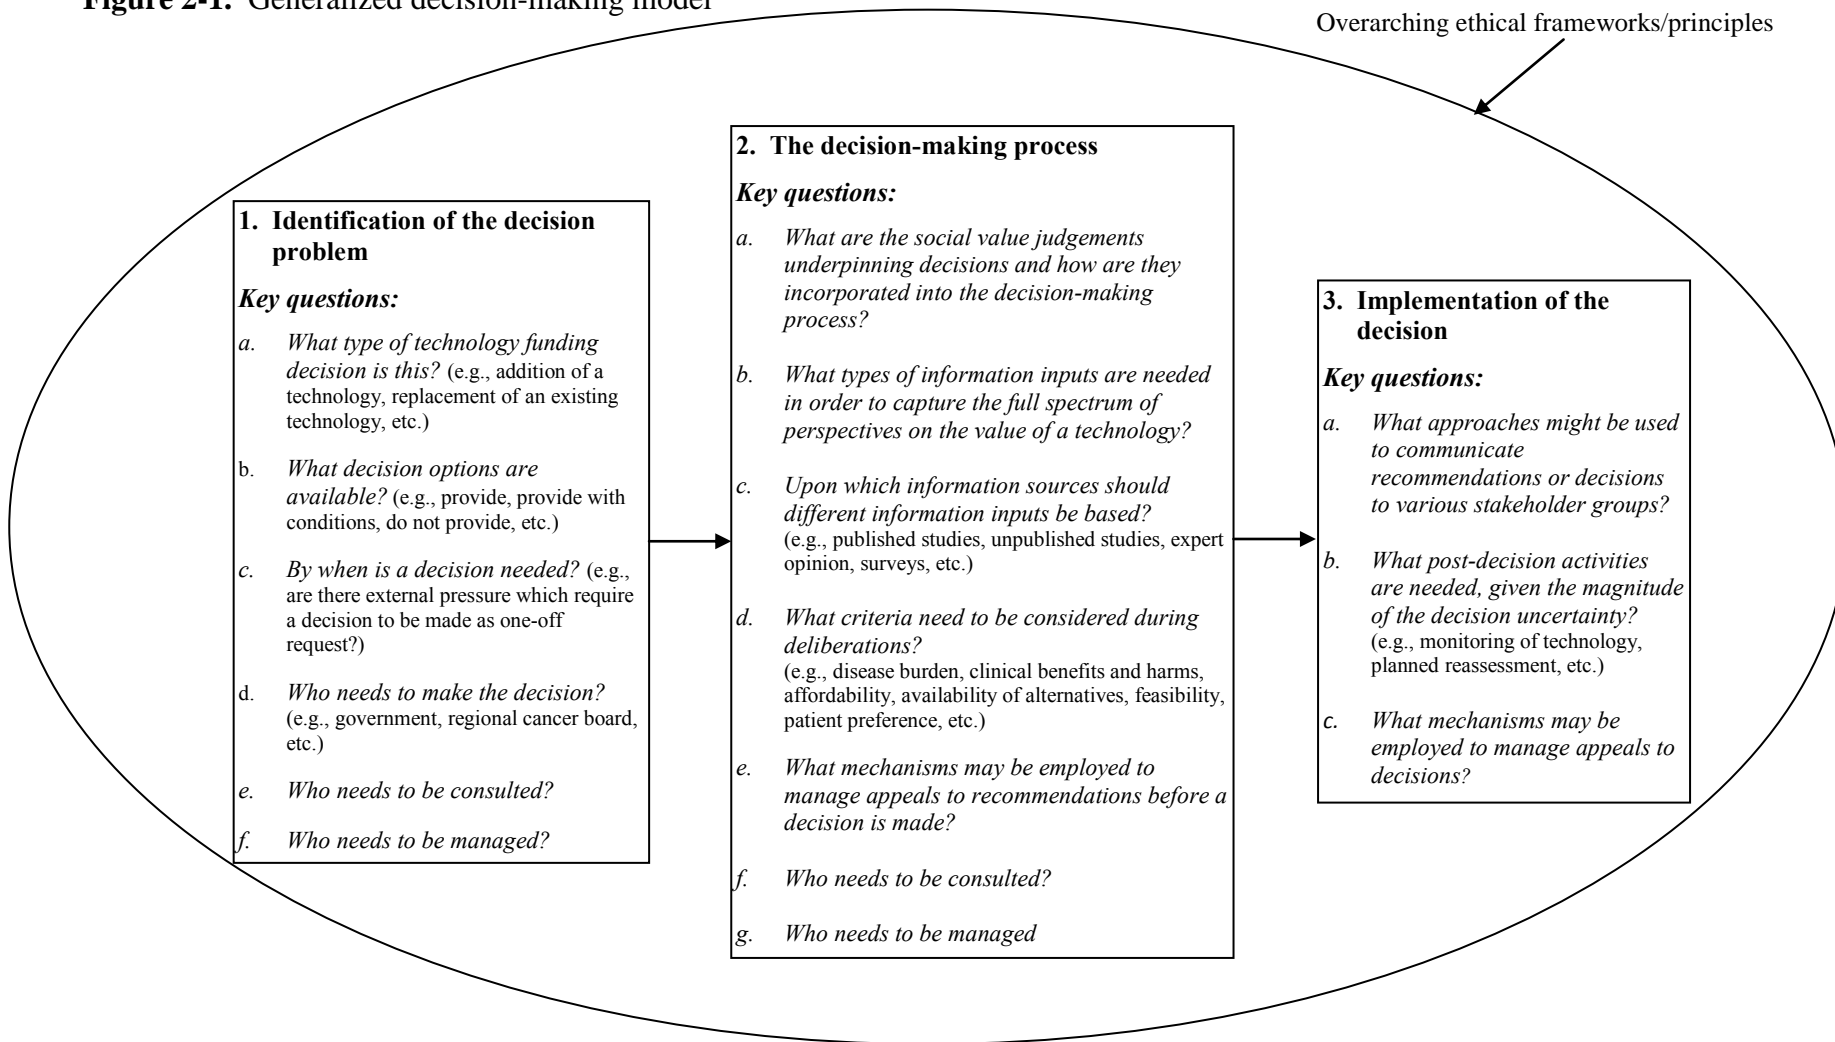 Figure 2-1. Generalized decision-making model
Overarching ethical frameworks/principles
1. Identification of the decision
problem
Key questions:
a. What type of technology funding
decision is this? (e.g., addition of a
technology, replacement of an existing
technology, etc.)
b. What decision options are
available? (e.g., provide, provide with
conditions, do not provide, etc.)
c. By when is a decision needed? (e.g.,
are there external pressure which require
a decision to be made as one-off
request?)
d. Who needs to make the decision?
(e.g., government, regional cancer board,
etc.)
e. Who needs to be consulted?
f. Who needs to be managed?
2. The decision-making process
Key questions:
a. What are the social value judgements
underpinning decisions and how are they
incorporated into the decision-making
process?
b. What types of information inputs are needed
in order to capture the full spectrum of
perspectives on the value of a technology?
c. Upon which information sources should
different information inputs be based?
(e.g., published studies, unpublished studies, expert
opinion, surveys, etc.)
d. What criteria need to be considered during
deliberations?
(e.g., disease burden, clinical benefits and harms,
affordability, availability of alternatives, feasibility,
patient preference, etc.)
e. What mechanisms may be employed to
manage appeals to recommendations before a
decision is made?
f. Who needs to be consulted?
g. Who needs to be managed
3. Implementation of the
decision
Key questions:
a. What approaches might be used
to communicate
recommendations or decisions
to various stakeholder groups?
b. What post-decision activities
are needed, given the magnitude
of the decision uncertainty?
(e.g., monitoring of technology,
planned reassessment, etc.)
c. What mechanisms may be
employed to manage appeals to
decisions?